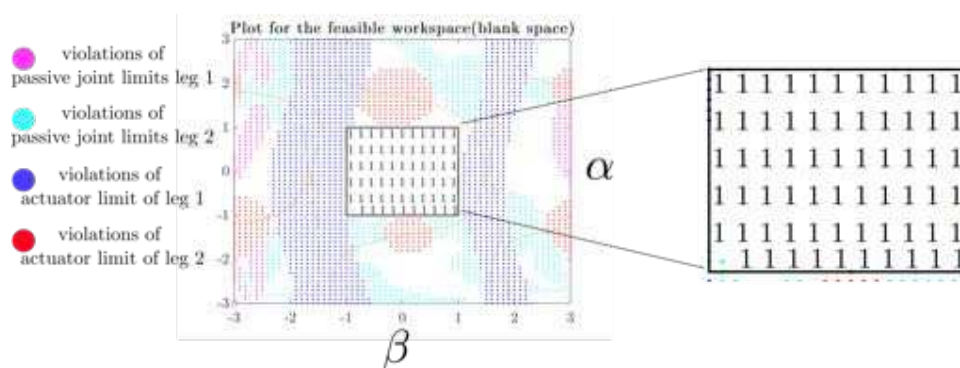 Plot for the feasible workspace(blank space)
violations of
passive joint limits leg 1
violations of
passive joint limits leg 2
violations of
actuator limit of leg 1
violations of
actuator limit of leg 2
3
2
1
0
-1
-2
-3
-3
-2
-1
0
1
2
3
β
α
1 1 1 1 1 1 1 1 1 1 1
1 1 1 1 1 1 1 1 1 1 1
1 1 1 1 1 1 1 1 1 1 1
1 1 1 1 1 1 1 1 1 1 1
1 1 1 1 1 1 1 1 1 1 1
1 1 1 1 1 1 1 1 1 1